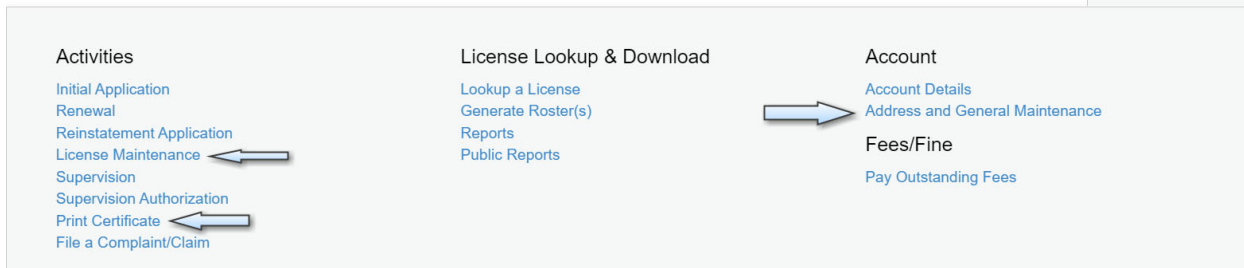 Activities
Initial Application
Renewal
Reinstatement Application
License Maintenance
Supervision
Supervision Authorization
Print Certificate
File a Complaint/Claim
License Lookup & Download
Lookup a License
Generate Roster(s)
Reports
Public Reports
Account
Account Details
Address and General Maintenance
Fees/Fine
Pay Outstanding Fees